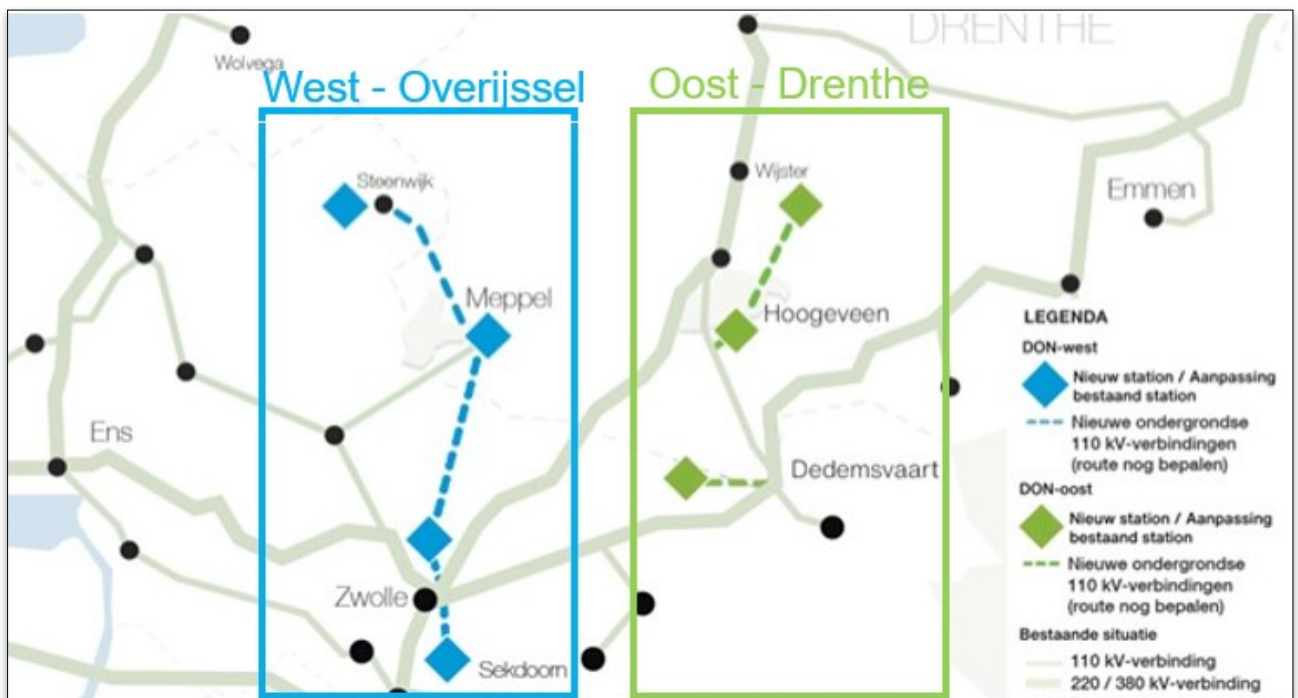 DRENTHE
Wolvega
West - Overijssel
Oost - Drenthe
Steenwijk
Wijster
Emmen
Meppel
Hoogeveen
Ens
Dedemsvaart
Zwolle
Sekdoorn
LEGENDA
DON-west
Nieuw station / Aanpassing
bestaand station
Nieuwe ondergrondse
110 kV-verbindingen
(route nog bepalen)
DON-oost
Nieuw station / Aanpassing
bestaand station
Nieuwe ondergrondse
110 kV-verbindingen
(route nog bepalen)
Bestaande situatie
110 kV-verbinding
220 / 380 kV-verbinding